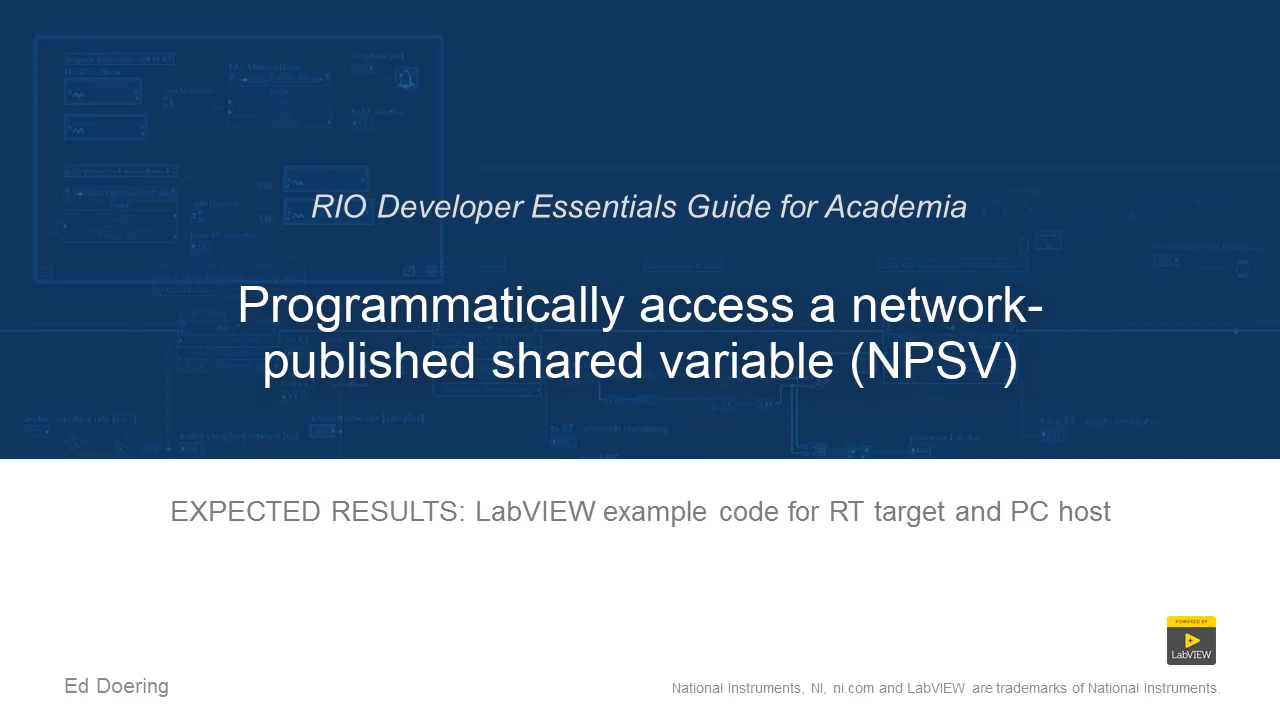 RIO Developer Essentials Guide for Academia
Programmatically access a network-
published shared variable (NPSV)
EXPECTED RESULTS: LabVIEW example code for RT target and PC host
POWERED BY
LabVIEW
Ed Doering
National Instruments, NI, ni.com and LabVIEW are trademarks of National Instruments.